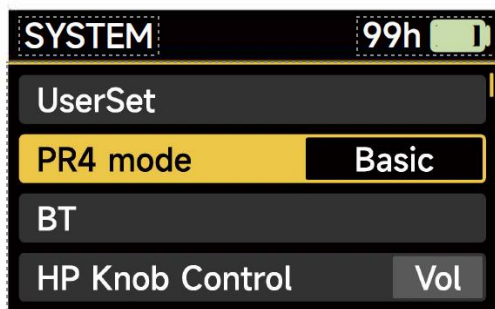 SYSTEM 99h
UserSet
PR4 mode Basic
BT
HP Knob Control Vol